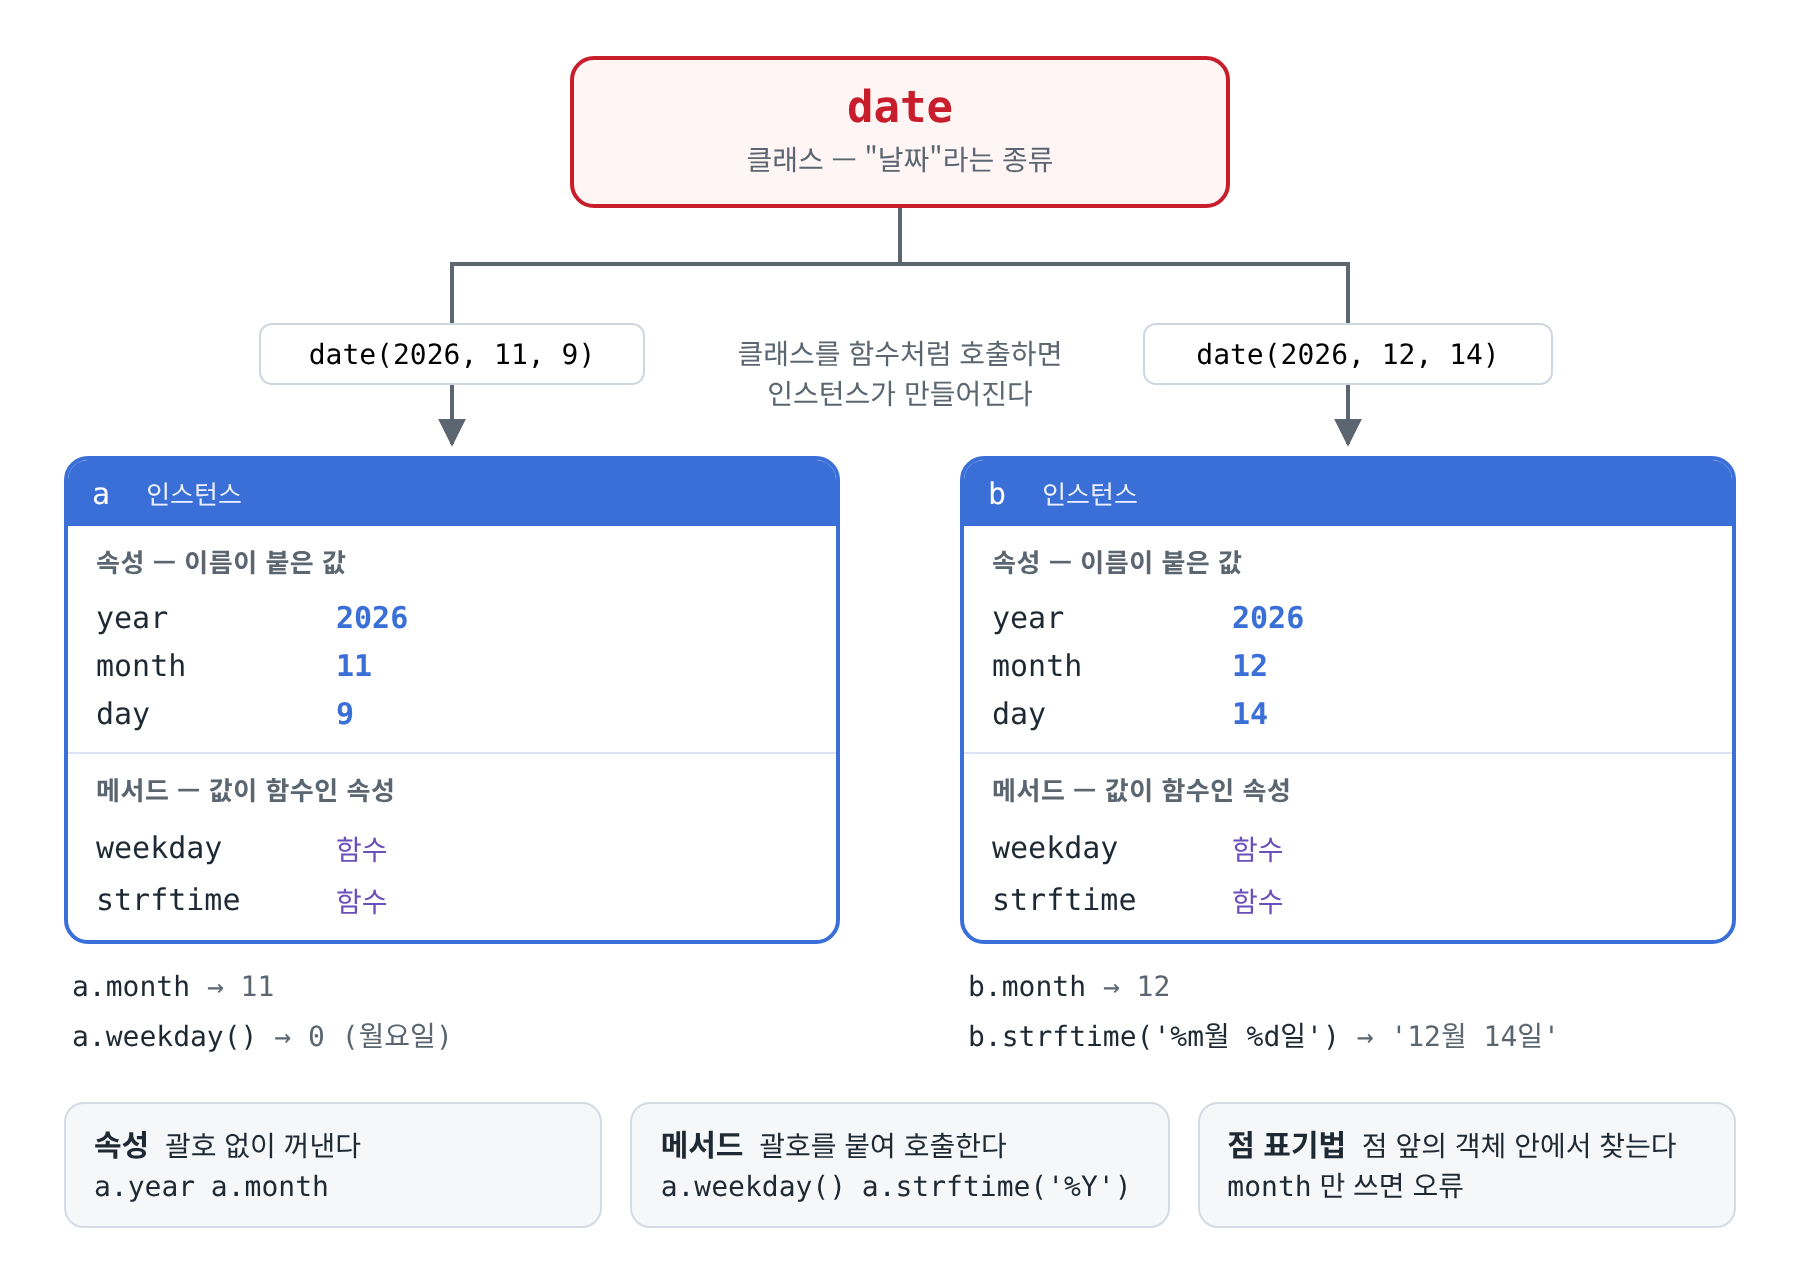 date
클래스 — "날짜"라는 종류
date(2026, 11, 9)
클래스를 함수처럼 호출하면
인스턴스가 만들어진다
date(2026, 12, 14)
a 인스턴스
속성 — 이름이 붙은 값
year 2026
month 11
day 9
메서드 — 값이 함수인 속성
weekday 함수
strftime 함수
a.month → 11
a.weekday() → 0 (월요일)
b 인스턴스
속성 — 이름이 붙은 값
year 2026
month 12
day 14
메서드 — 값이 함수인 속성
weekday 함수
strftime 함수
b.month → 12
b.strftime('%m월 %d일') → '12월 14일'
속성 괄호 없이 꺼낸다
a.year a.month
메서드 괄호를 붙여 호출한다
a.weekday() a.strftime('%Y')
점 표기법 점 앞의 객체 안에서 찾는다
month 만 쓰면 오류